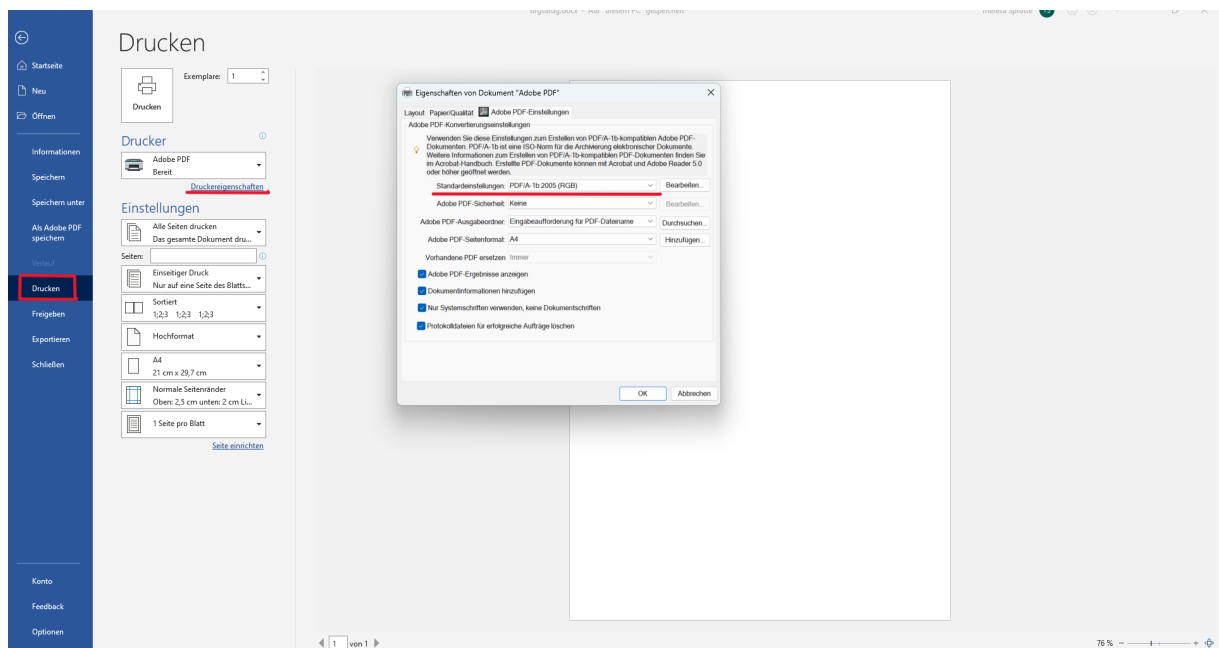 Startseite
Neu
Öffnen
Informationen
Speichern
Speichern unter
Als Adobe PDF
speichern
Verlauf
Drucken
Freigeben
Exportieren
Schließen
Konto
Feedback
Optionen
Drucken
Drucken
Exemplare: 1
Drucker
Adobe PDF
Bereit
Druckereigenschaften
Einstellungen
Alle Seiten drucken
Das gesamte Dokument dru...
Seiten:
Einseitiger Druck
Nur auf eine Seite des Blatts...
Sortiert
1;2;3 1;2;3 1;2;3
Hochformat
A4
21 cm x 29,7 cm
Normale Seitenränder
Oben: 2,5 cm unten: 2 cm Li...
1 Seite pro Blatt
Seite einrichten
Eigenschaften von Dokument "Adobe PDF"
Layout Papier/Qualität Adobe PDF-Einstellungen
Adobe PDF-Konvertierungseinstellungen
Verwenden Sie diese Einstellungen zum Erstellen von PDF/A-1b-kompatiblen Adobe PDF-
Dokumenten. PDF/A-1b ist eine ISO-Norm für die Archivierung elektronischer Dokumente.
Weitere Informationen zum Erstellen von PDF/A-1b-kompatiblen PDF-Dokumenten finden Sie
im Acrobat-Handbuch. Erstellte PDF-Dokumente können mit Acrobat und Adobe Reader 5.0
oder höher geöffnet werden.
Standardeinstellungen: PDF/A-1b:2005 (RGB) Bearbeiten...
Adobe PDF-Sicherheit: Keine Bearbeiten...
Adobe PDF-Ausgabeordner: Eingabeaufforderung für PDF-Dateiname Durchsuchen...
Adobe PDF-Seitenformat: A4 Hinzufügen...
Vorhandene PDF ersetzen Immer
Adobe PDF-Ergebnisse anzeigen
Dokumentinformationen hinzufügen
Nur Systemschriften verwenden, keine Dokumentschriften
Protokolldateien für erfolgreiche Aufträge löschen
OK Abbrechen
1 von 1
76 %